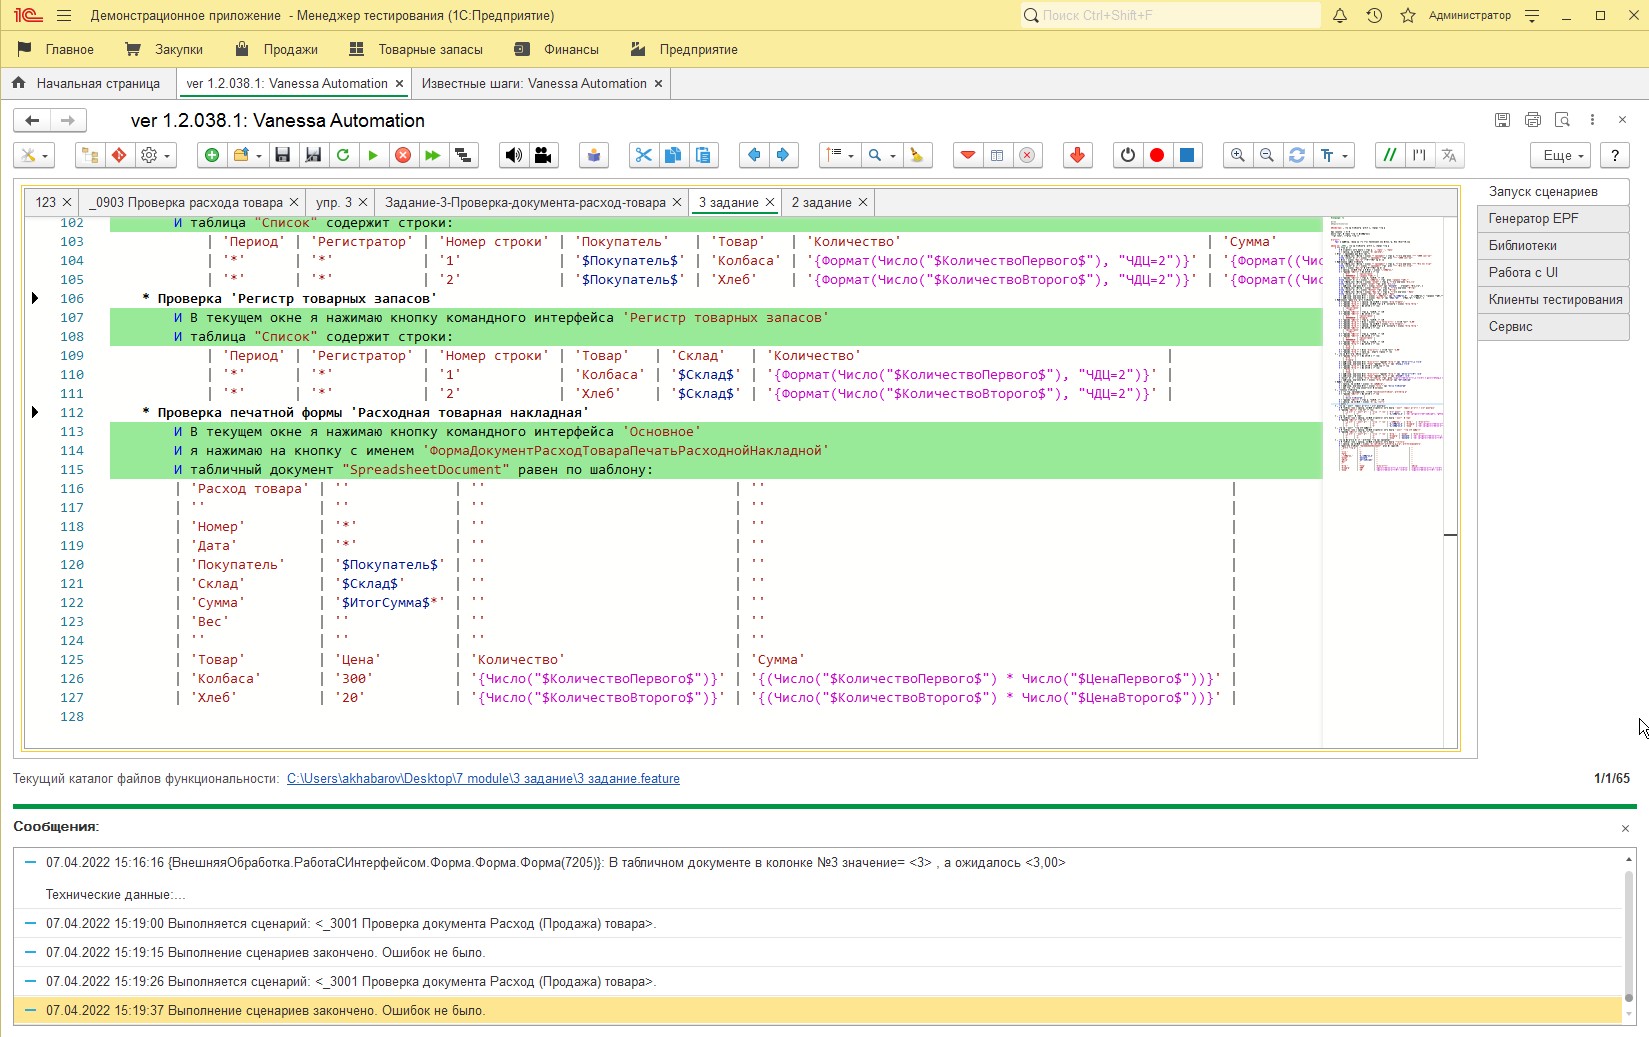 Демонстрационное приложение - Менеджер тестирования (1С:Предприятие)
Поиск Ctrl+Shift+F
Администратор
Главное Закупки Продажи Товарные запасы Финансы Предприятие
Начальная страница ver 1.2.038.1: Vanessa Automation Известные шаги: Vanessa Automation
ver 1.2.038.1: Vanessa Automation
Еще ?
123 _0903 Проверка расхода товара упр. 3 Задание-3-Проверка-документа-расход-товара 3 задание 2 задание
102 И таблица "Список" содержит строки:
103 | 'Период' | 'Регистратор' | 'Номер строки' | 'Покупатель' | 'Товар' | 'Количество' | 'Сумма'
104 | '*' | '*' | '1' | '$Покупатель$' | 'Колбаса' | '{Формат(Число("$КоличествоПервого$"), "ЧДЦ=2")}' | '{Формат((Чис
105 | '*' | '*' | '2' | '$Покупатель$' | 'Хлеб' | '{Формат(Число("$КоличествоВторого$"), "ЧДЦ=2")}' | '{Формат((Чис
106 * Проверка 'Регистр товарных запасов'
107 И В текущем окне я нажимаю кнопку командного интерфейса 'Регистр товарных запасов'
108 И таблица "Список" содержит строки:
109 | 'Период' | 'Регистратор' | 'Номер строки' | 'Товар' | 'Склад' | 'Количество' |
110 | '*' | '*' | '1' | 'Колбаса' | '$Склад$' | '{Формат(Число("$КоличествоПервого$"), "ЧДЦ=2")}' |
111 | '*' | '*' | '2' | 'Хлеб' | '$Склад$' | '{Формат(Число("$КоличествоВторого$"), "ЧДЦ=2")}' |
112 * Проверка печатной формы 'Расходная товарная накладная'
113 И В текущем окне я нажимаю кнопку командного интерфейса 'Основное'
114 И я нажимаю на кнопку с именем 'ФормаДокументРасходТовараПечатьРасходнойНакладной'
115 И табличный документ "SpreadsheetDocument" равен по шаблону:
116 | 'Расход товара' | '' | '' | '' |
117 | '' | '' | '' | '' |
118 | 'Номер' | '*' | '' | '' |
119 | 'Дата' | '*' | '' | '' |
120 | 'Покупатель' | '$Покупатель$' | '' | '' |
121 | 'Склад' | '$Склад$' | '' | '' |
122 | 'Сумма' | '$ИтогСумма$*' | '' | '' |
123 | 'Вес' | '' | '' | '' |
124 | '' | '' | '' | '' |
125 | 'Товар' | 'Цена' | 'Количество' | 'Сумма' |
126 | 'Колбаса' | '300' | '{Число("$КоличествоПервого$")}' | '{(Число("$КоличествоПервого$") * Число("$ЦенаПервого$"))}' |
127 | 'Хлеб' | '20' | '{Число("$КоличествоВторого$")}' | '{(Число("$КоличествоВторого$") * Число("$ЦенаВторого$"))}' |
128
Запуск сценариев
Генератор EPF
Библиотеки
Работа с UI
Клиенты тестирования
Сервис
Текущий каталог файлов функциональности: C:\Users\akhabarov\Desktop\7 module\3 задание\3 задание.feature 1/1/65
Сообщения:
07.04.2022 15:16:16 {ВнешняяОбработка.РаботаСИнтерфейсом.Форма.Форма.Форма(7205)}: В табличном документе в колонке №3 значение= <3> , а ожидалось <3,00>
Технические данные:...
07.04.2022 15:19:00 Выполняется сценарий: <_3001 Проверка документа Расход (Продажа) товара>.
07.04.2022 15:19:15 Выполнение сценариев закончено. Ошибок не было.
07.04.2022 15:19:26 Выполняется сценарий: <_3001 Проверка документа Расход (Продажа) товара>.
07.04.2022 15:19:37 Выполнение сценариев закончено. Ошибок не было.